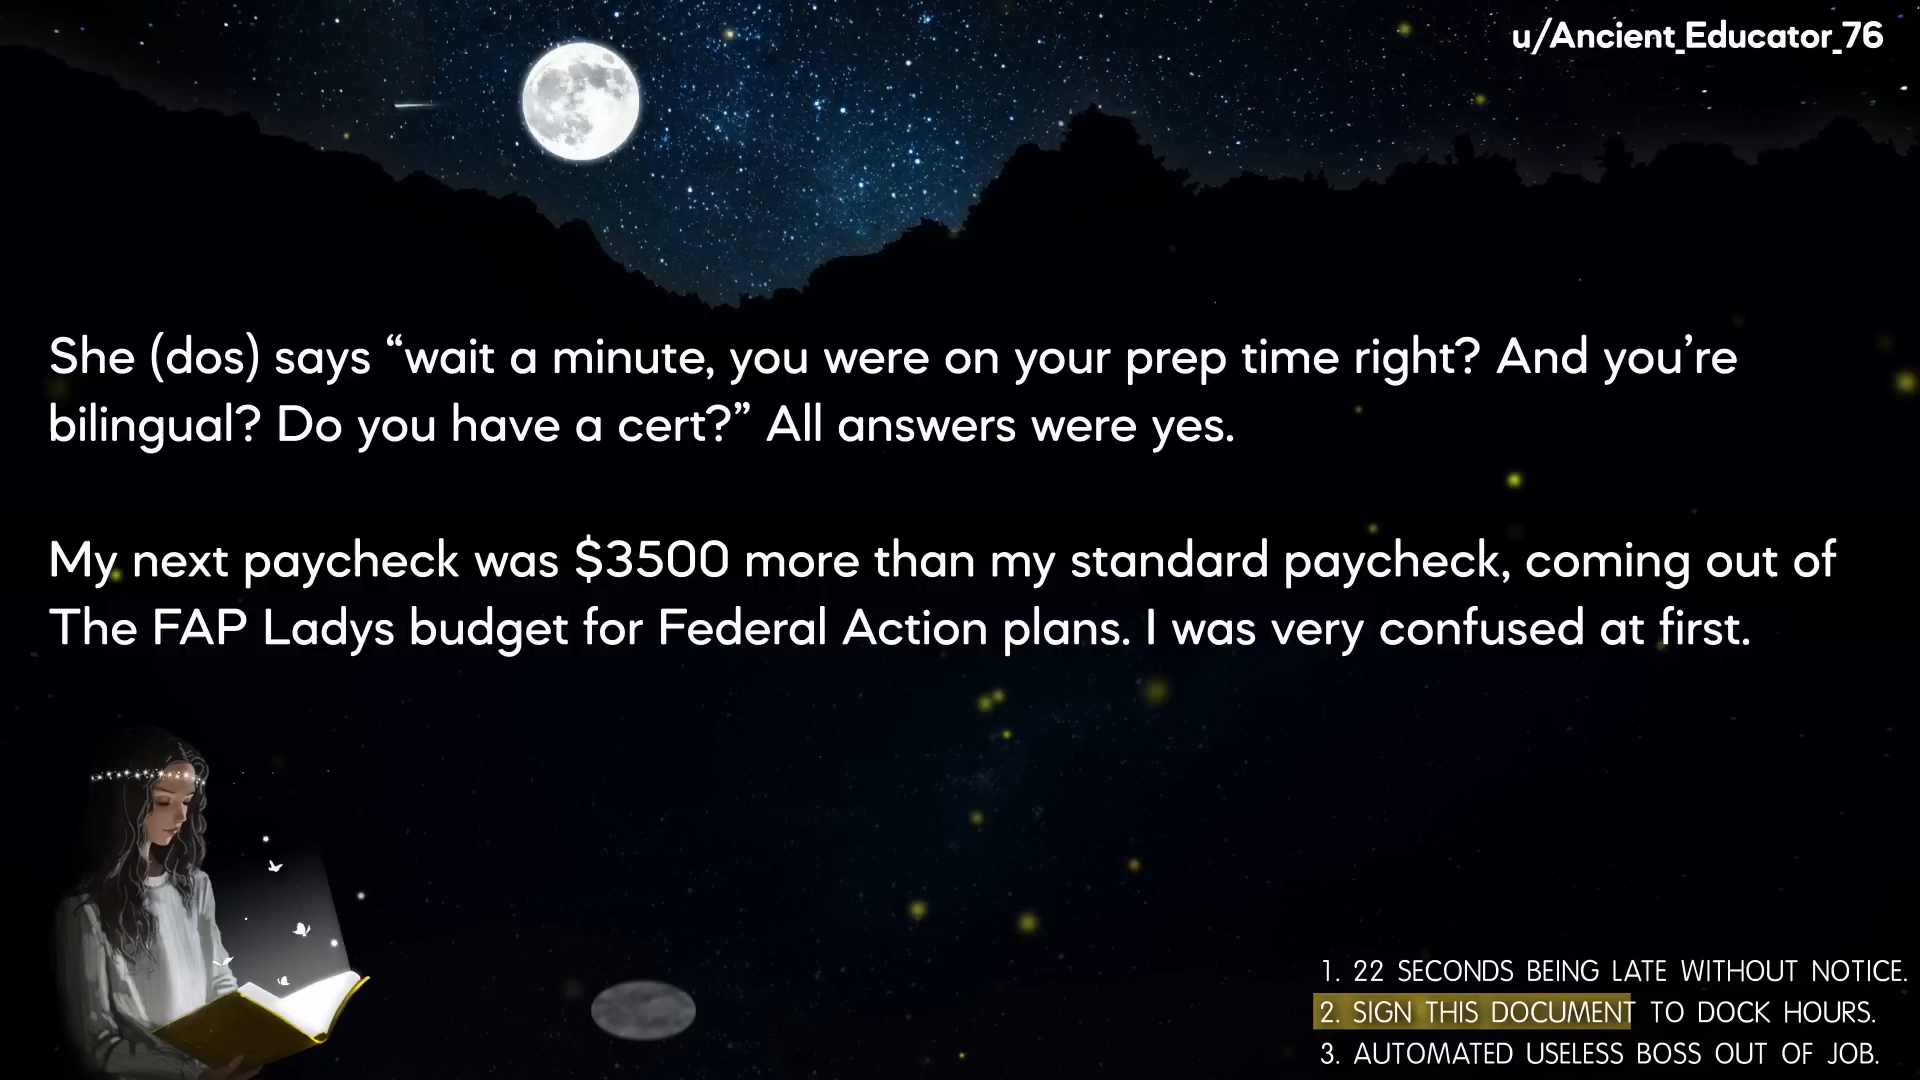 u/Ancient_Educator_76
She (dos) says “wait a minute, you were on your prep time right? And you’re
bilingual? Do you have a cert?” All answers were yes.
My next paycheck was $3500 more than my standard paycheck, coming out of
The FAP Ladys budget for Federal Action plans. I was very confused at first.
1. 22 SECONDS BEING LATE WITHOUT NOTICE.
2. SIGN THIS DOCUMENT TO DOCK HOURS.
3. AUTOMATED USELESS BOSS OUT OF JOB.